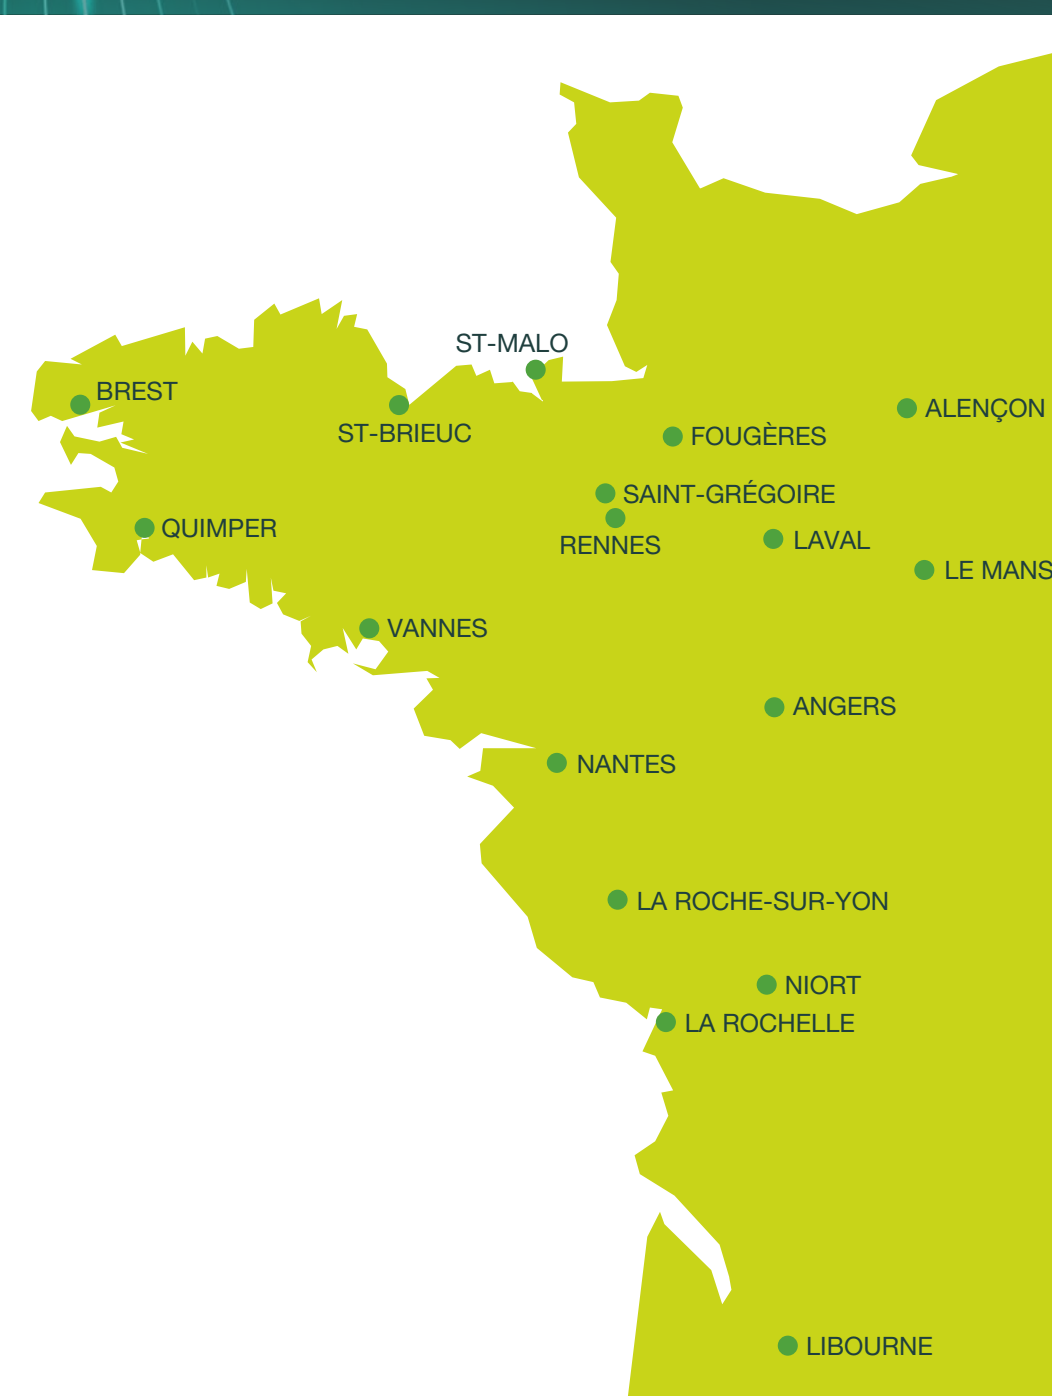 ST-MALO
BREST
ALENÇON
ST-BRIEUC
FOUGÈRES
SAINT-GRÉGOIRE
QUIMPER
RENNES
LAVAL
LE MANS
VANNES
ANGERS
NANTES
LA ROCHE-SUR-YON
NIORT
LA ROCHELLE
LIBOURNE